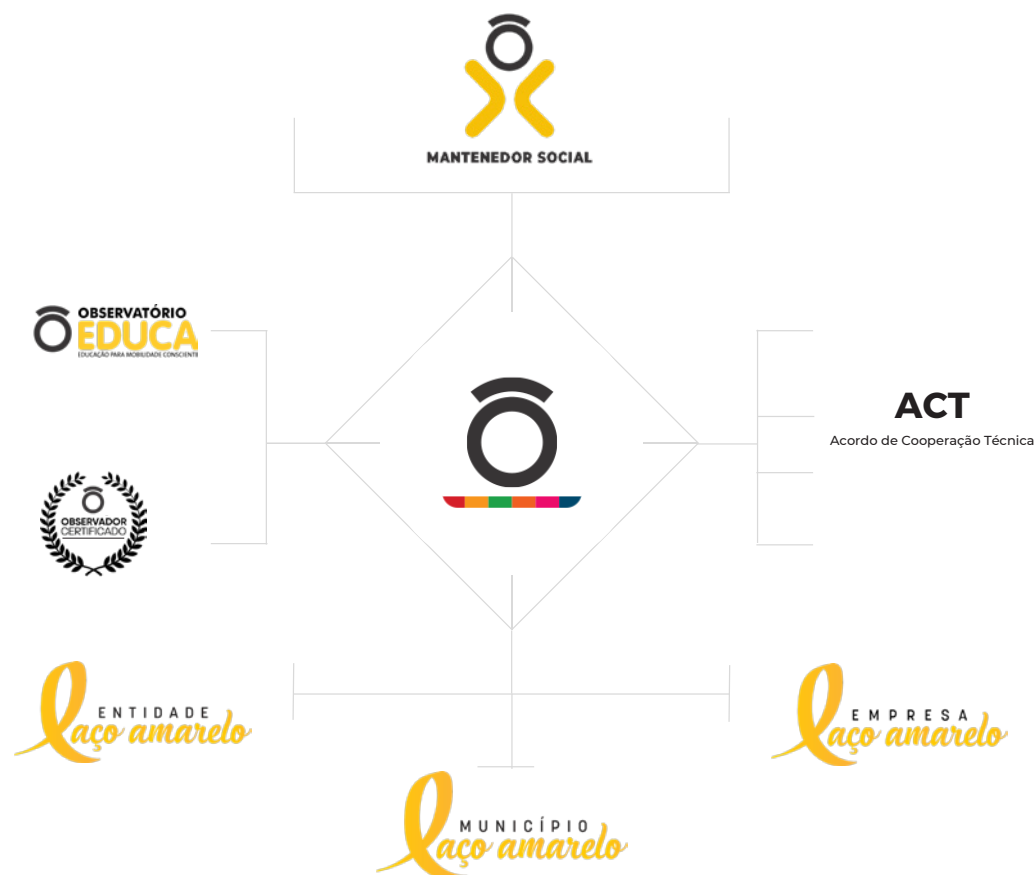 MANTENEDOR SOCIAL
OBSERVATÓRIO
EDUCA
EDUCAÇÃO PARA MOBILIDADE CONSCIENTE
ACT
Acordo de Cooperação Técnica
OBSERVADOR
CERTIFICADO
ENTIDADE
laço amarelo
EMPRESA
laço amarelo
MUNICÍPIO
laço amarelo